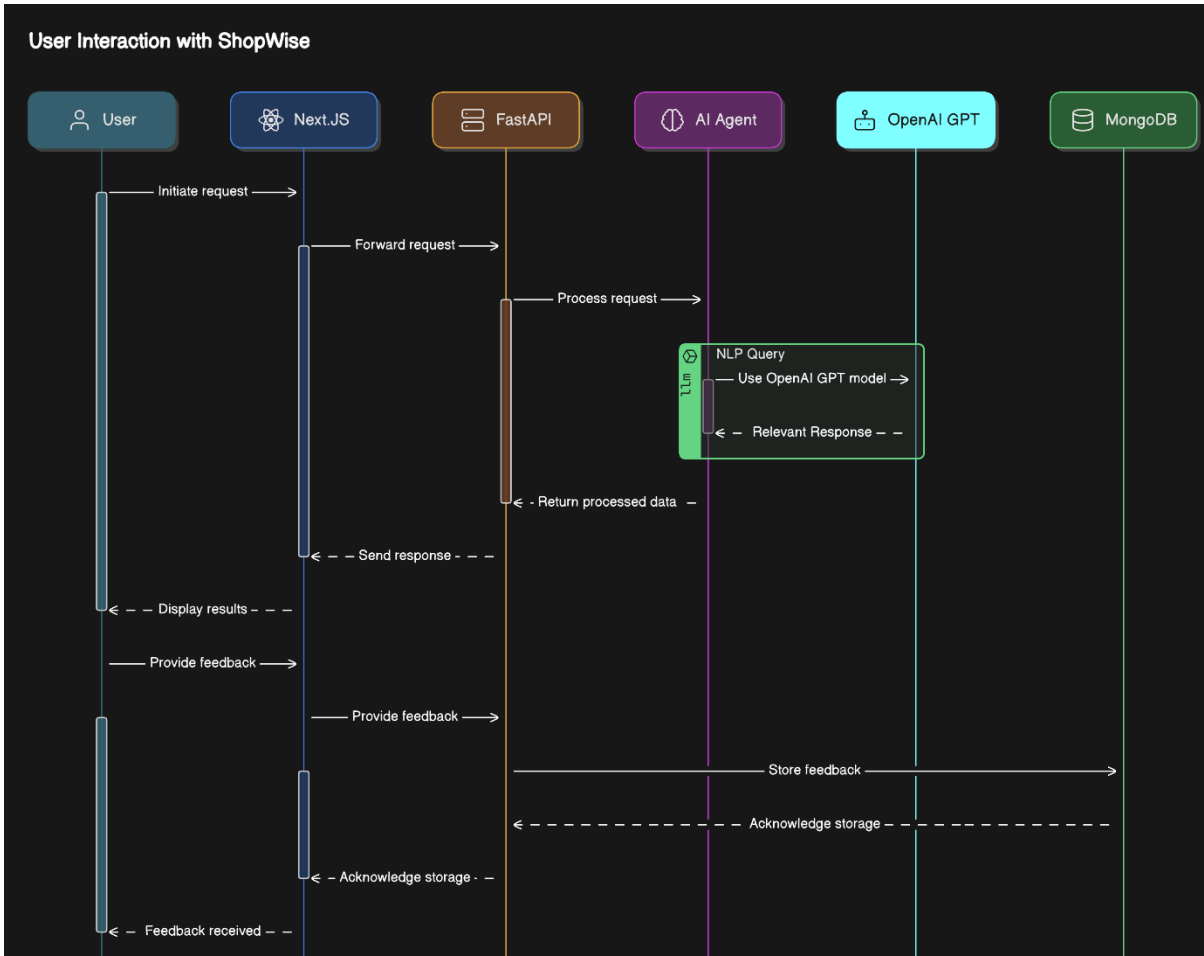 User Interaction with ShopWise
User
Next.JS
FastAPI
AI Agent
OpenAI GPT
MongoDB
Initiate request
Forward request
Process request
llm
NLP Query
Use OpenAI GPT model
Relevant Response
Return processed data
Send response
Display results
Provide feedback
Provide feedback
Store feedback
Acknowledge storage
Acknowledge storage
Feedback received